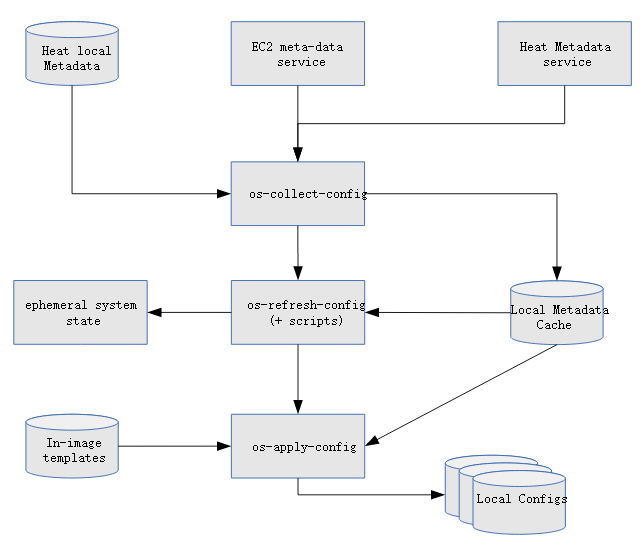 Heat local
Metadata
EC2 meta-data
service
Heat Metadata
service
os-collect-config
ephemeral system
state
os-refresh-config
(+ scripts)
Local Metadata
Cache
In-image
templates
os-apply-config
Local Configs